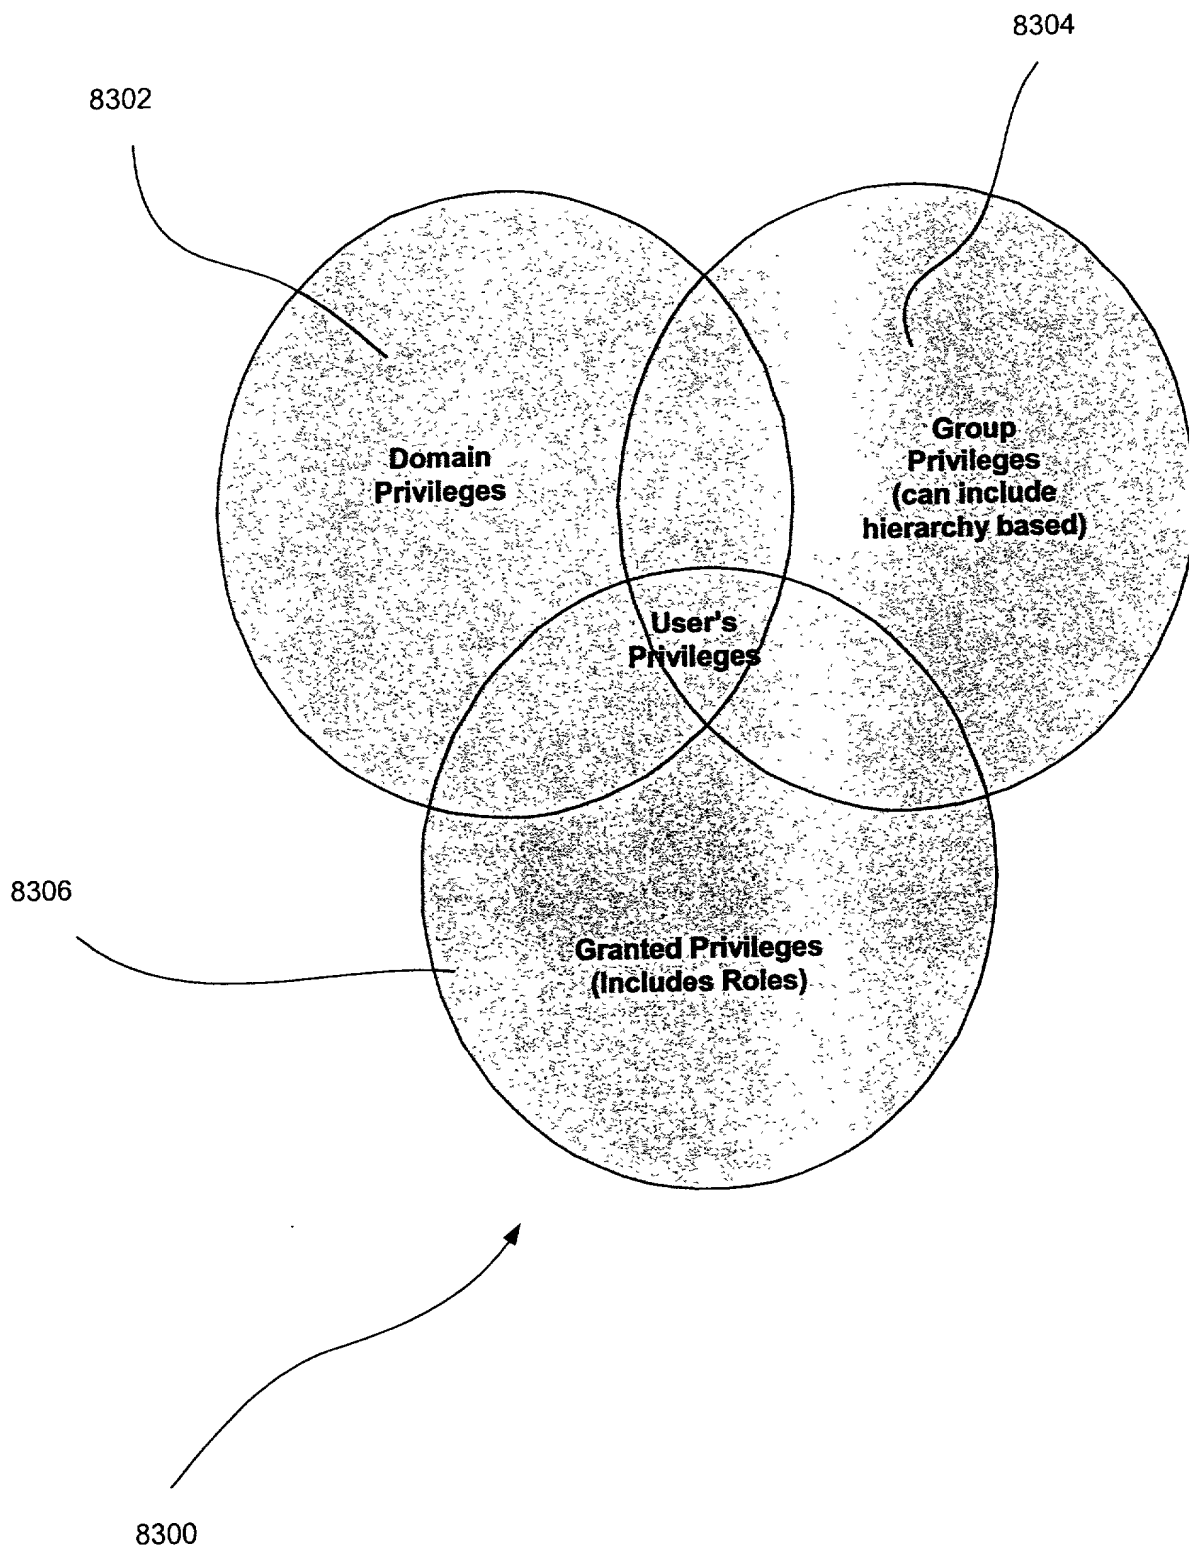 8304
8302
Group
Privileges
(can include
hierarchy based)
Domain
Privileges
User's
Privileges
8306
Granted Privileges
(Includes Roles)
8300